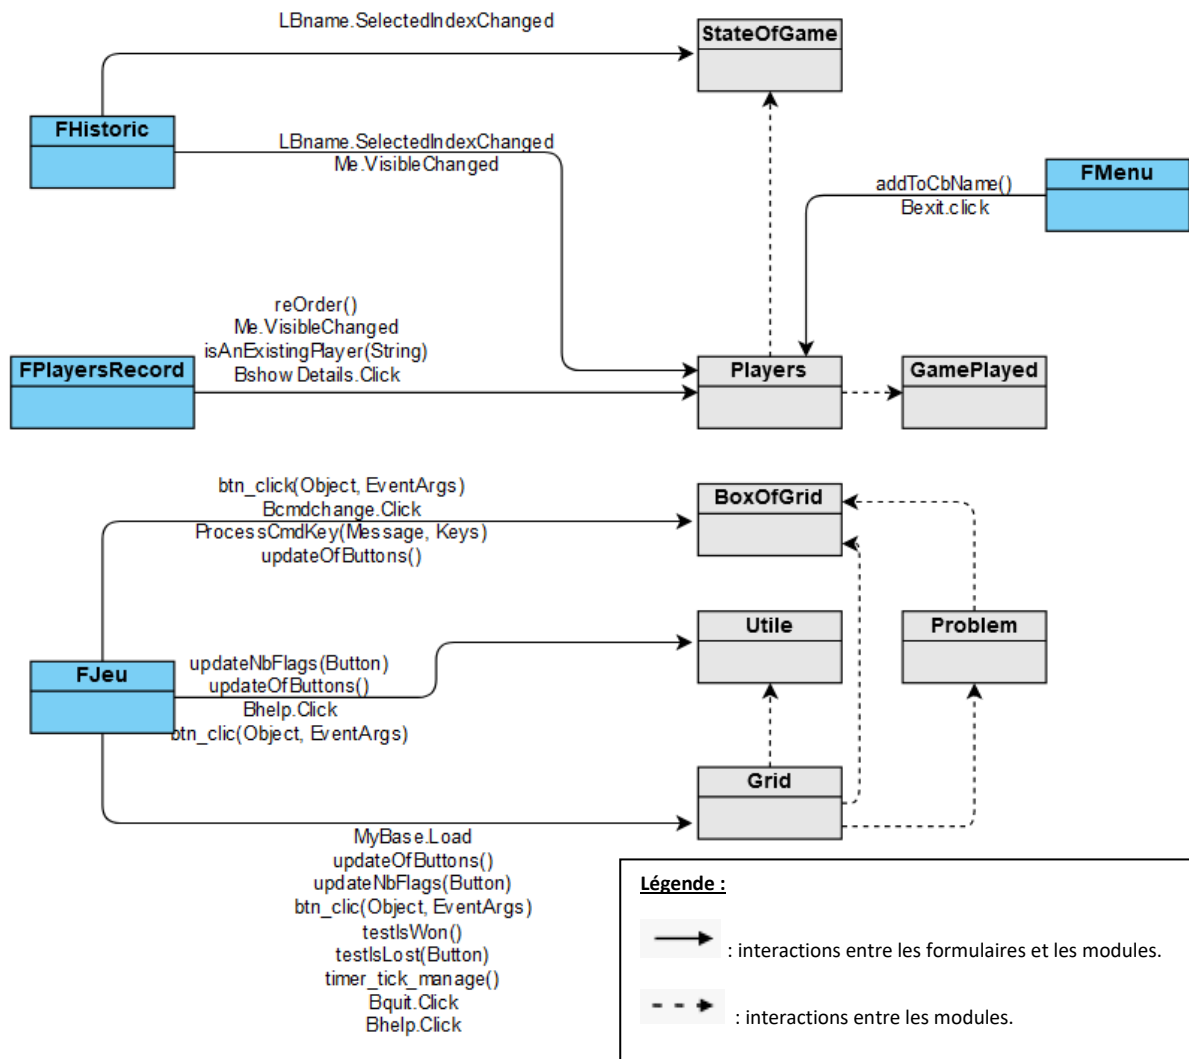 LBname.SelectedIndexChanged
StateOfGame
FHistoric
LBname.SelectedIndexChanged
Me.VisibleChanged
FMenu
addToCbName()
Bexit.click
reOrder()
Me.VisibleChanged
isAnExistingPlayer(String)
Bshow Details.Click
FPlayersRecord
Players
GamePlayed
btn_click(Object, EventArgs)
Bcmdchange.Click
ProcessCmdKey(Message, Keys)
updateOfButtons()
BoxOfGrid
Utile
Problem
FJeu
updateNbFlags(Button)
updateOfButtons()
Bhelp.Click
btn_clic(Object, EventArgs)
Grid
MyBase.Load
updateOfButtons()
updateNbFlags(Button)
btn_clic(Object, EventArgs)
testIsWon()
testIsLost(Button)
timer_tick_manage()
Bquit.Click
Bhelp.Click
Légende :
: interactions entre les formulaires et les modules.
: interactions entre les modules.